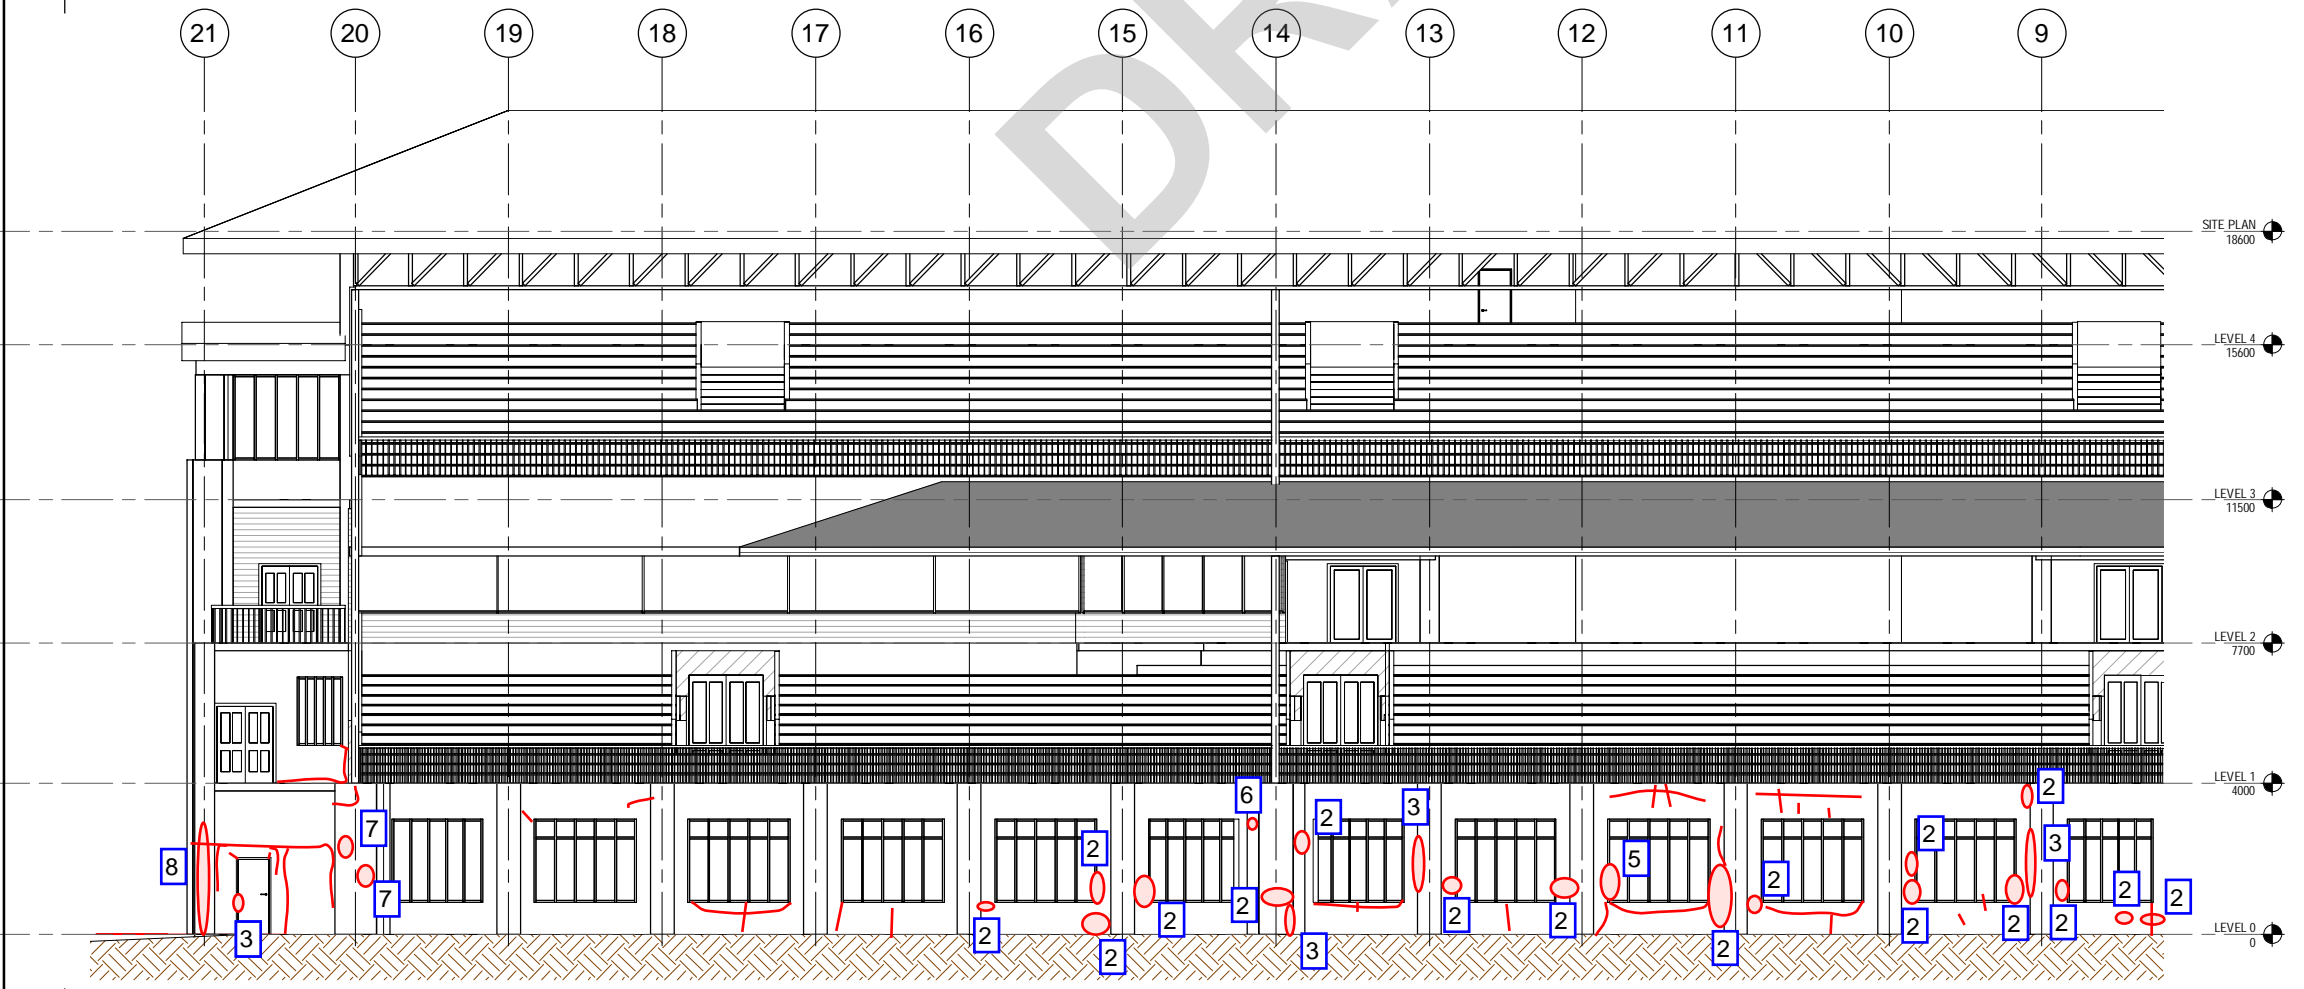 21 20 19 18 17 16 15 14 13 12 11 10 9
DR
SITE PLAN
18600
LEVEL 4
15600
LEVEL 3
11500
LEVEL 2
7700
LEVEL 1
4000
6 2 3 2
7 2 5 2 3
8 2 2 2
7 2 2 2 2 2 2 2
3 2 2 3 2
LEVEL 0
0